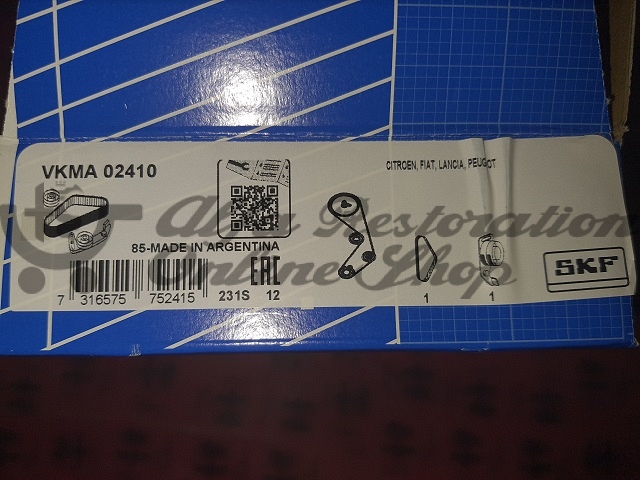 VKMA 02410
CITROEN, FIAT, LANCIA, PEUGEOT
85-MADE IN ARGENTINA
EAC
7 316575 752415
231S 12
1
1
SKF
Alfa Restoration
Online Shop